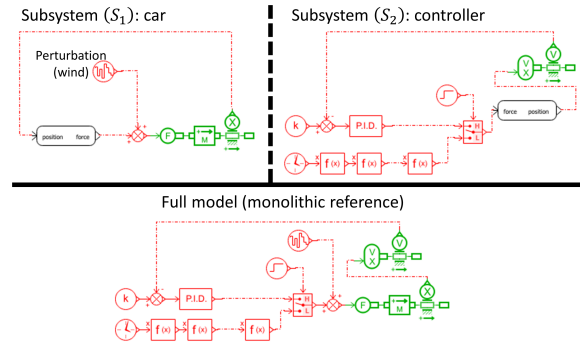 Subsystem (S₁): car
Subsystem (S₂): controller
Perturbation
(wind)
position force
F
M
X
k
P.I.D.
H
L
x f(x) x f(x) f(x)
force position
V
X
V
Full model (monolithic reference)
k
P.I.D.
H
L
x f(x) x f(x) f(x)
F
M
V
X
V
X